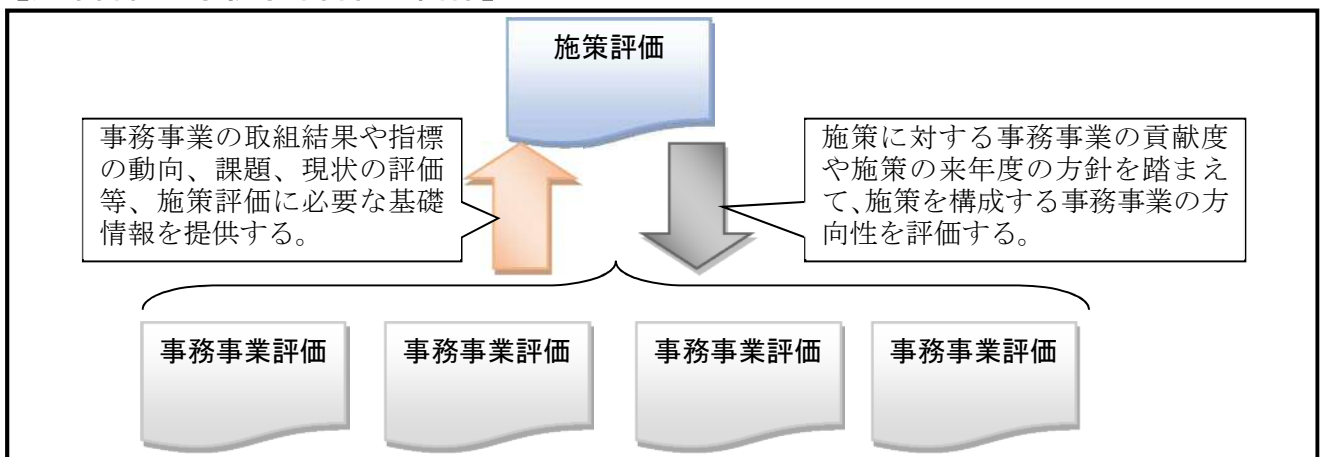 施策評価
事務事業の取組結果や指標
の動向、課題、現状の評価
等、施策評価に必要な基礎
情報を提供する。
施策に対する事務事業の貢献度
や施策の来年度の方針を踏まえ
て、施策を構成する事務事業の方
向性を評価する。
事務事業評価
事務事業評価
事務事業評価
事務事業評価